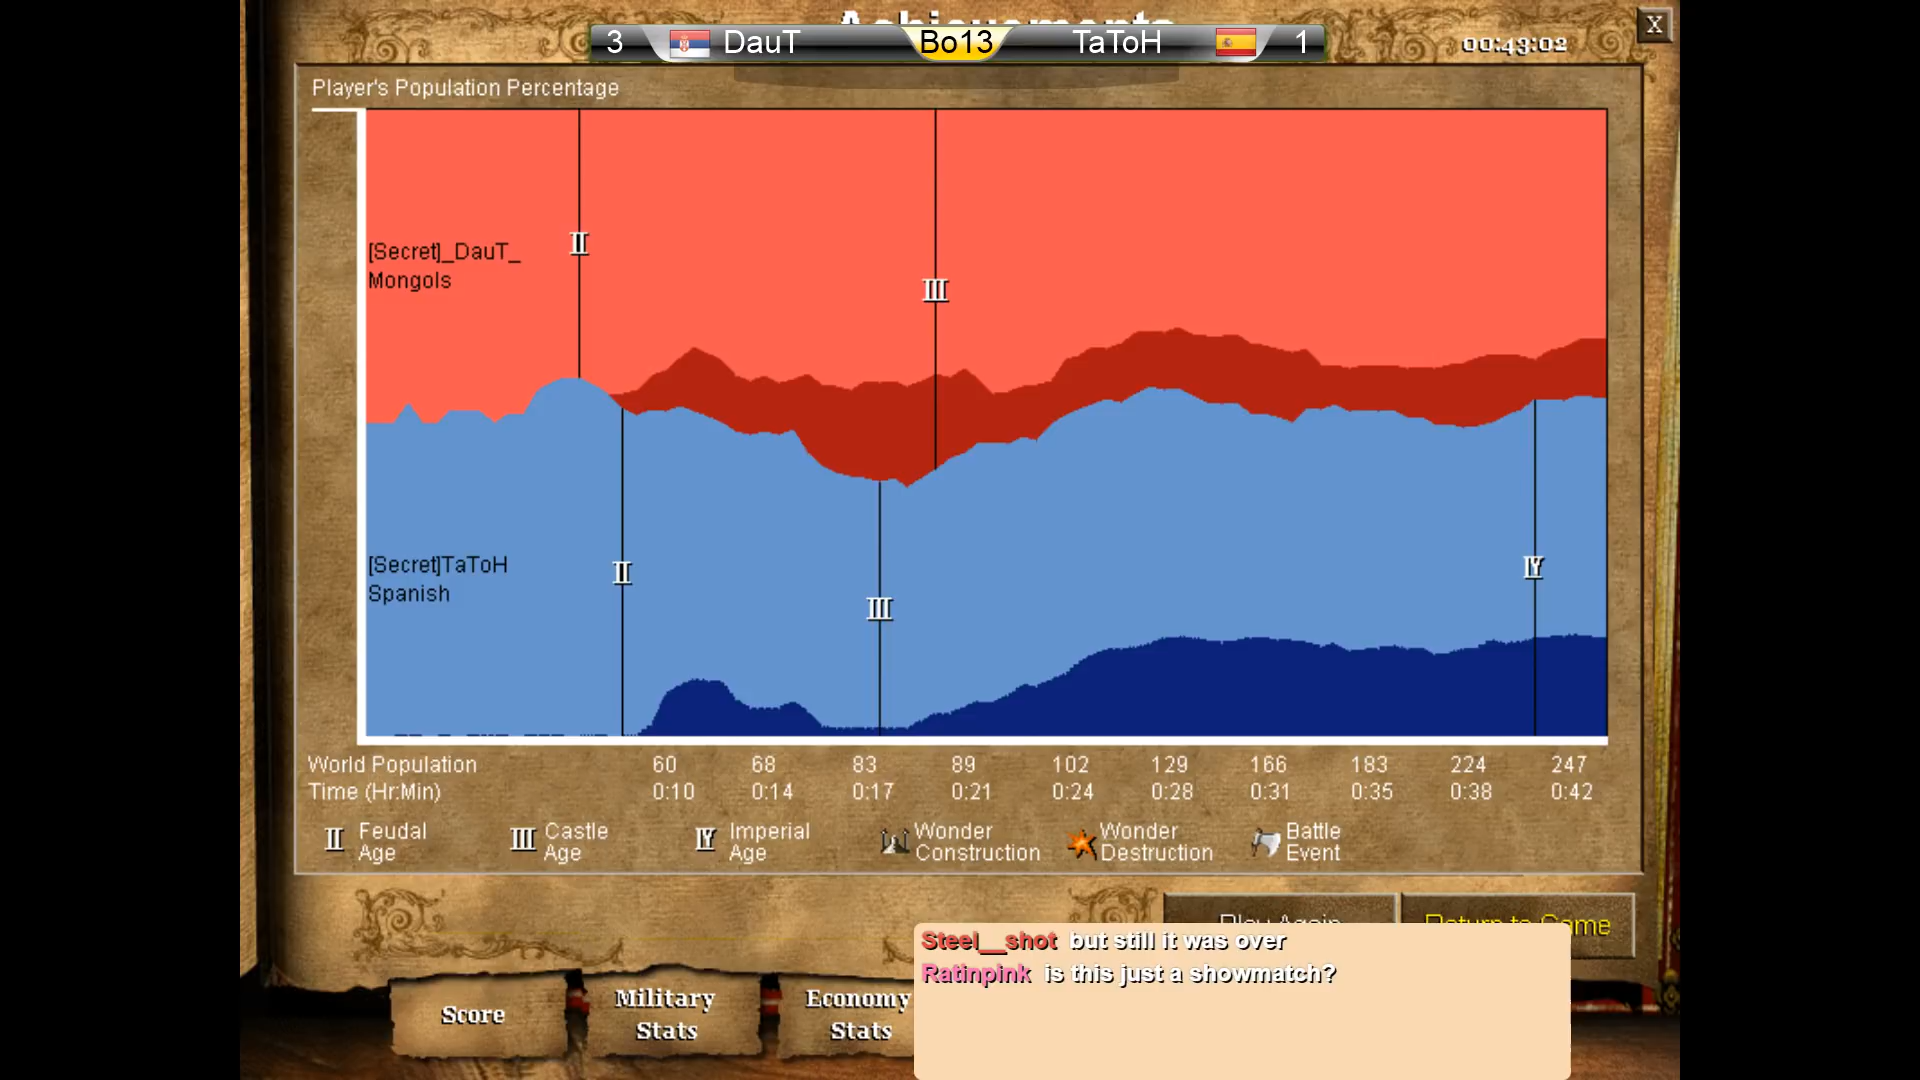 Achievements
3 DauT Bo13 TaToH 1
00:43:02
X
Player's Population Percentage
[Secret]_DauT_
Mongols
II
III
[Secret]TaToH
Spanish
II
III
IV
World Population 60 68 83 89 102 129 166 183 224 247
Time (Hr:Min) 0:10 0:14 0:17 0:21 0:24 0:28 0:31 0:35 0:38 0:42
II Feudal Age
III Castle Age
IV Imperial Age
Wonder Construction
Wonder Destruction
Battle Event
Play Again
Return to Game
Steel__shot but still it was over
Ratinpink is this just a showmatch?
Score
Military Stats
Economy Stats